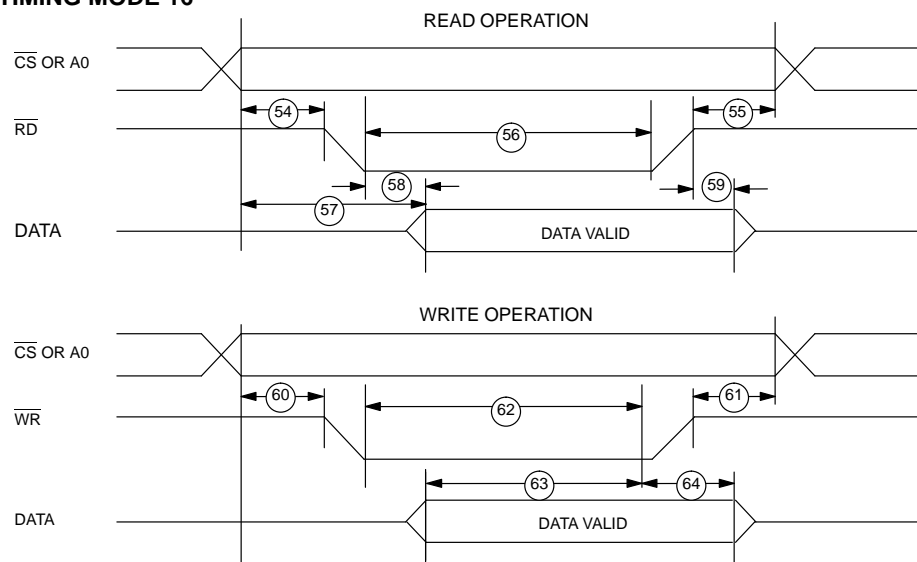 TIMING MODE 10
READ OPERATION
CS OR A0
54
55
RD
56
58
59
57
DATA
DATA VALID
WRITE OPERATION
CS OR A0
60
61
WR
62
63
64
DATA
DATA VALID